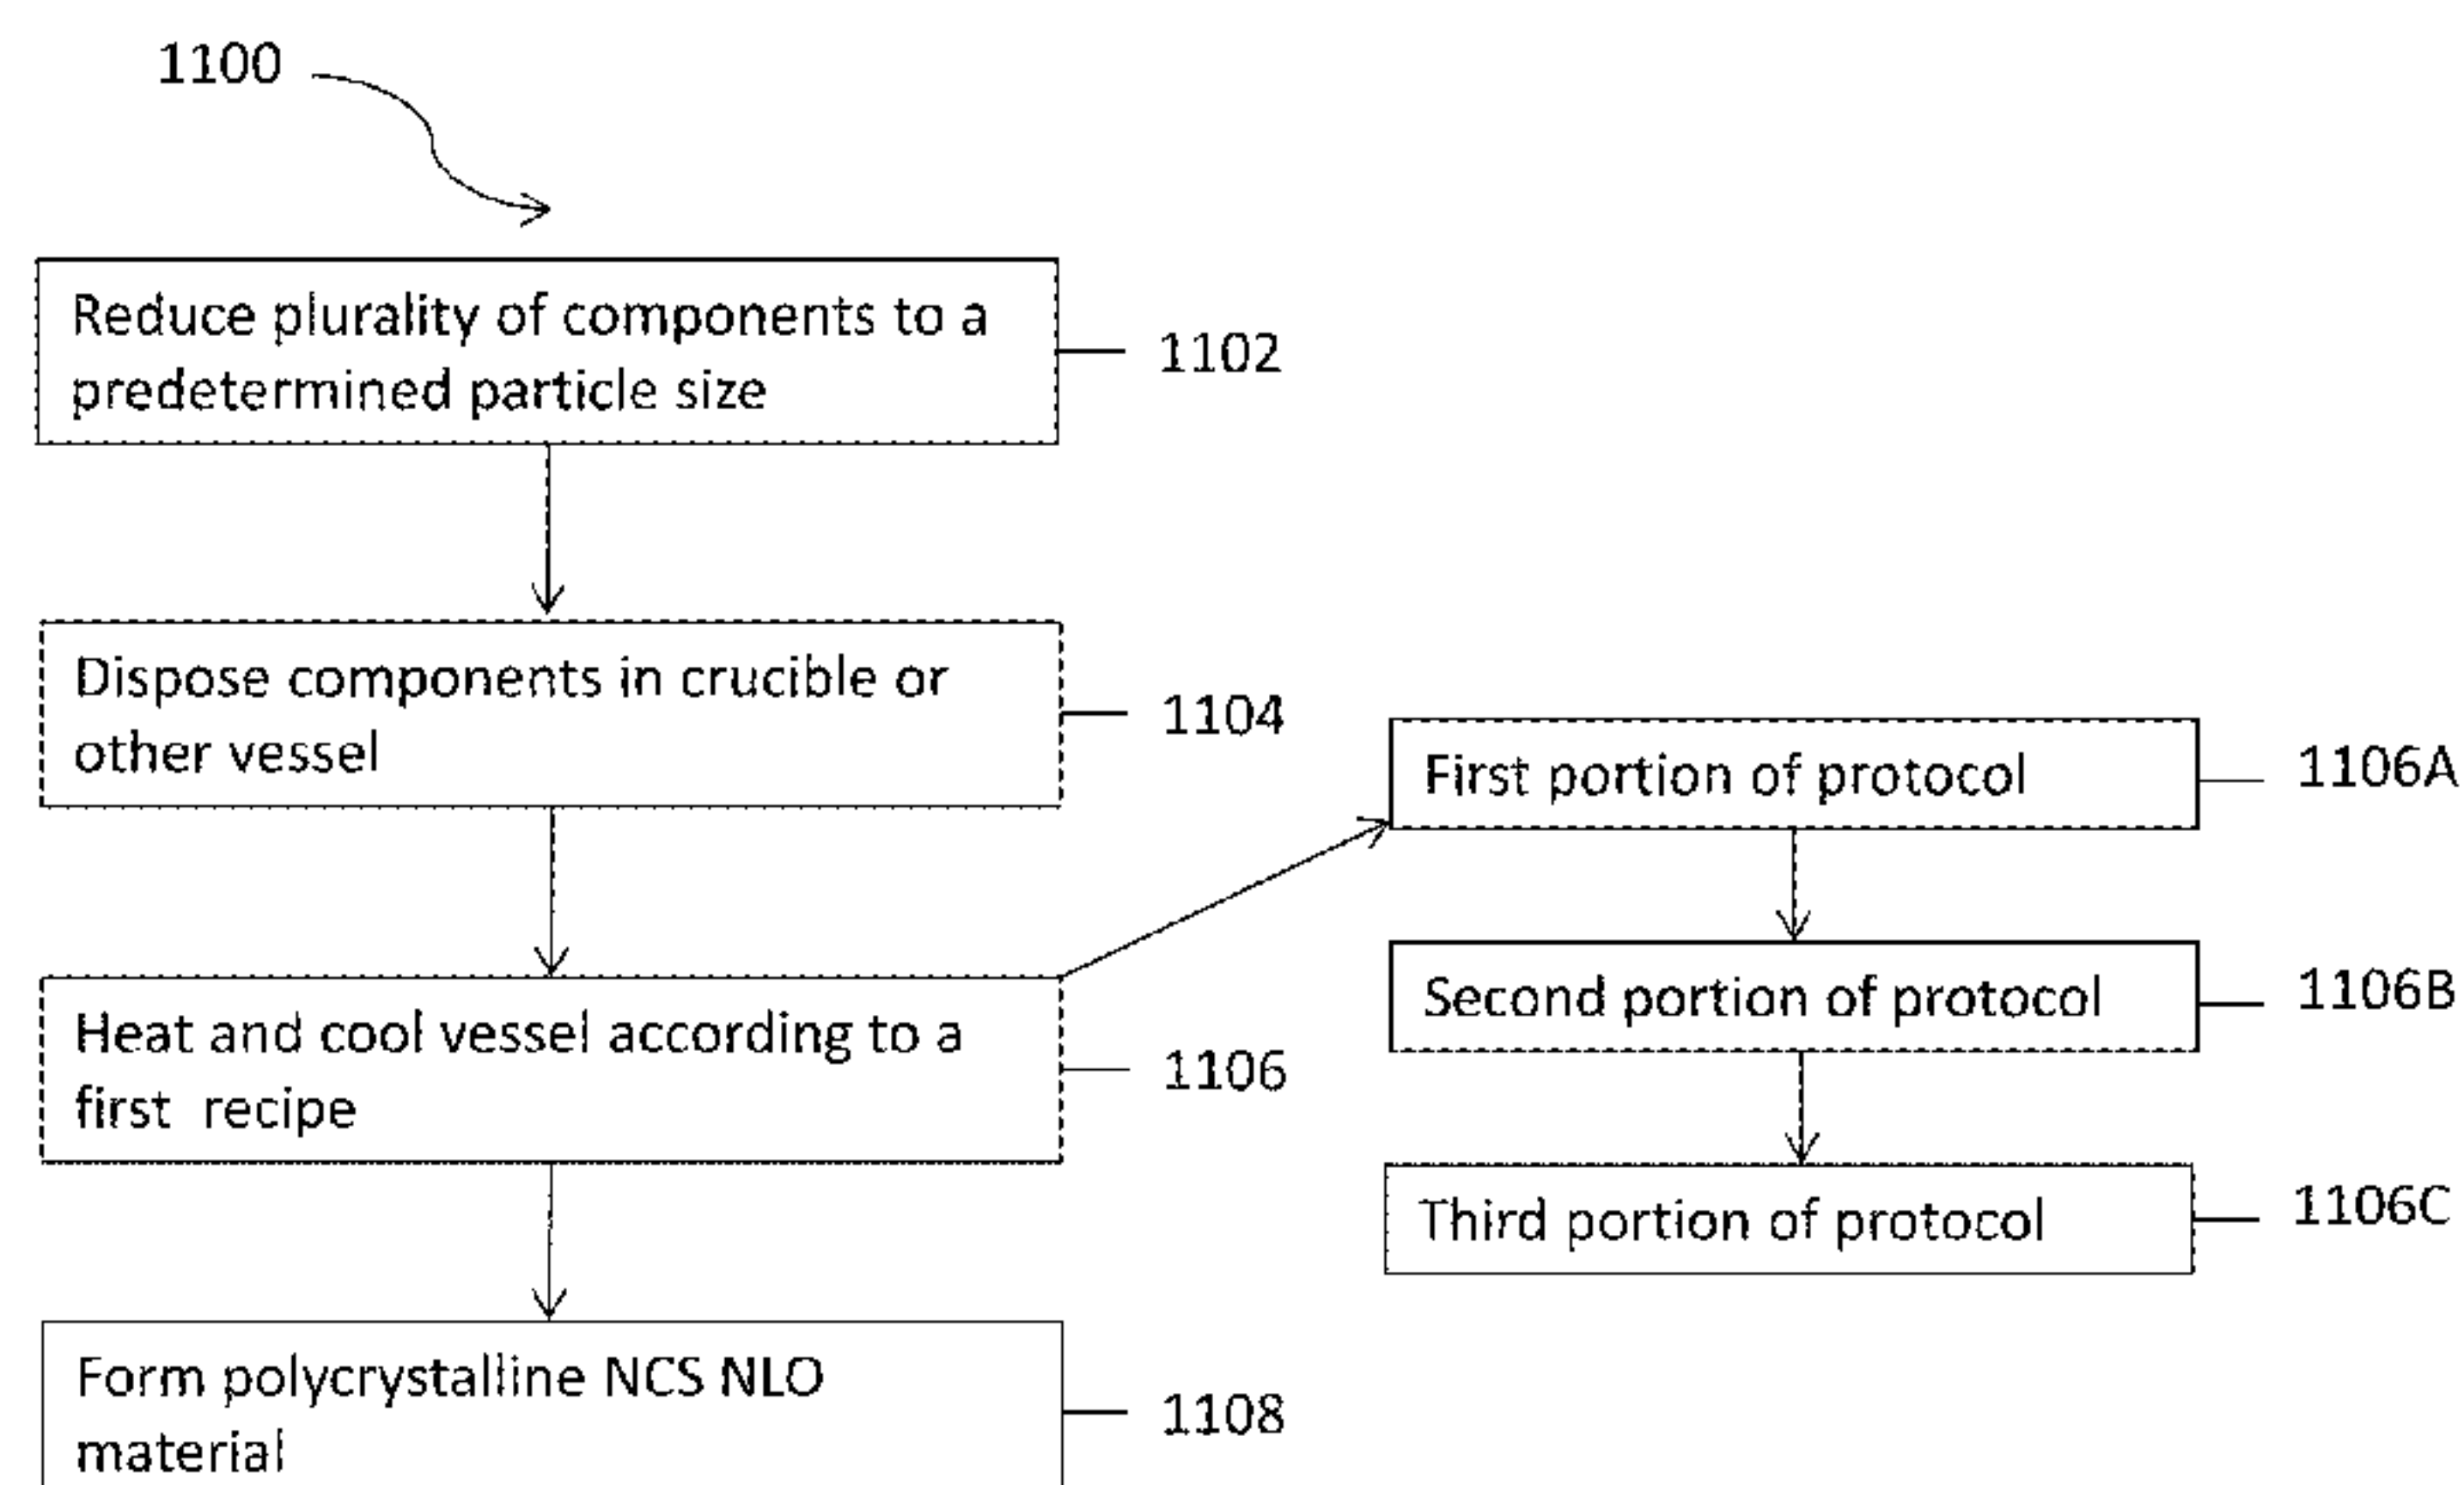 1100
Reduce plurality of components to a
predetermined particle size
1102
Dispose components in crucible or
other vessel
1104
Heat and cool vessel according to a
first recipe
1106
Form polycrystalline NCS NLO
material
1108
First portion of protocol
1106A
Second portion of protocol
1106B
Third portion of protocol
1106C